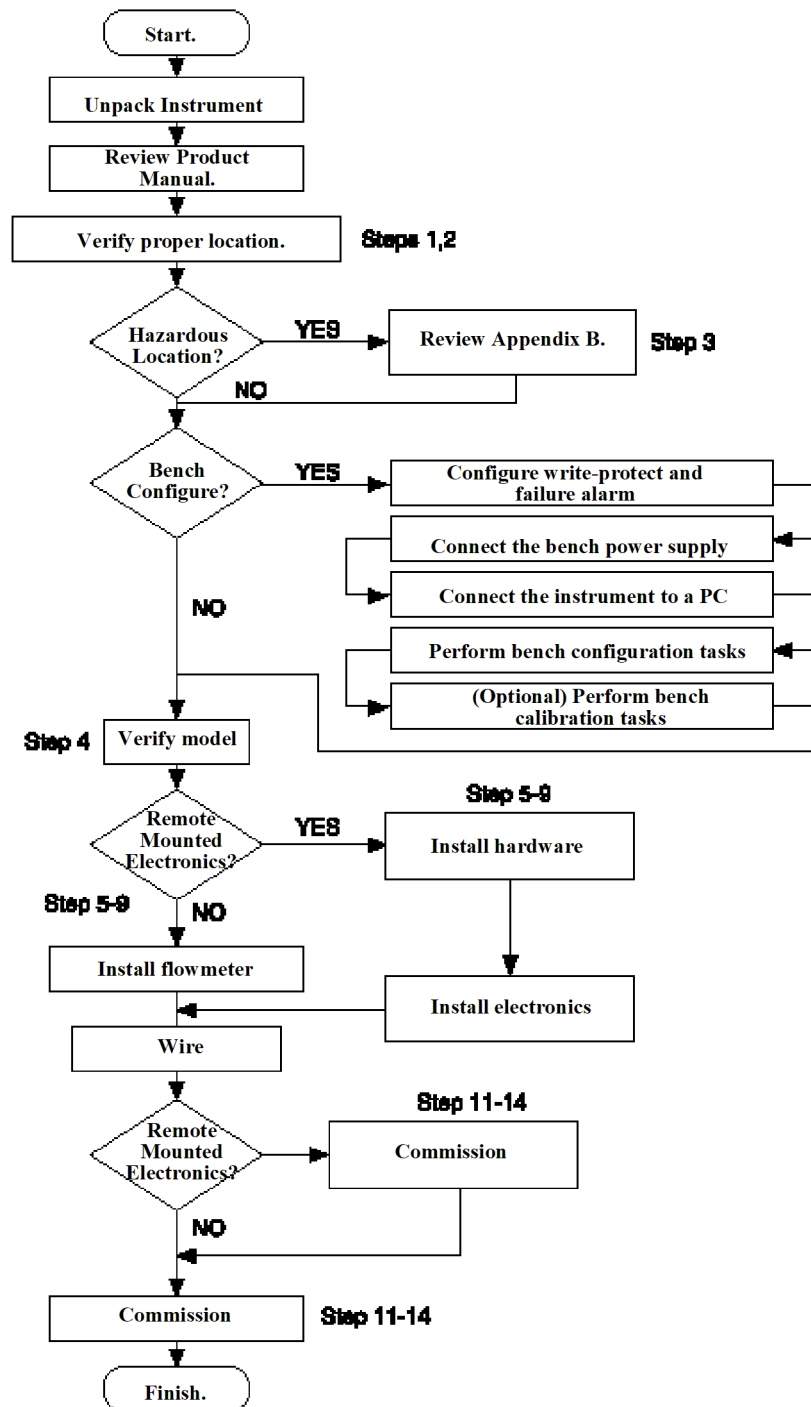 Start.
Unpack Instrument
Review Product
Manual.
Verify proper location.
Steps 1,2
Hazardous
Location?
YES
Review Appendix B.
Step 3
NO
Bench
Configure?
YES
Configure write-protect and
failure alarm
Connect the bench power supply
Connect the instrument to a PC
NO
Perform bench configuration tasks
(Optional) Perform bench
calibration tasks
Step 4
Verify model
Remote
Mounted
Electronics?
YES
Step 5-9
Install hardware
Step 5-9
NO
Install flowmeter
Install electronics
Wire
Remote
Mounted
Electronics?
Step 11-14
Commission
NO
Commission
Step 11-14
Finish.